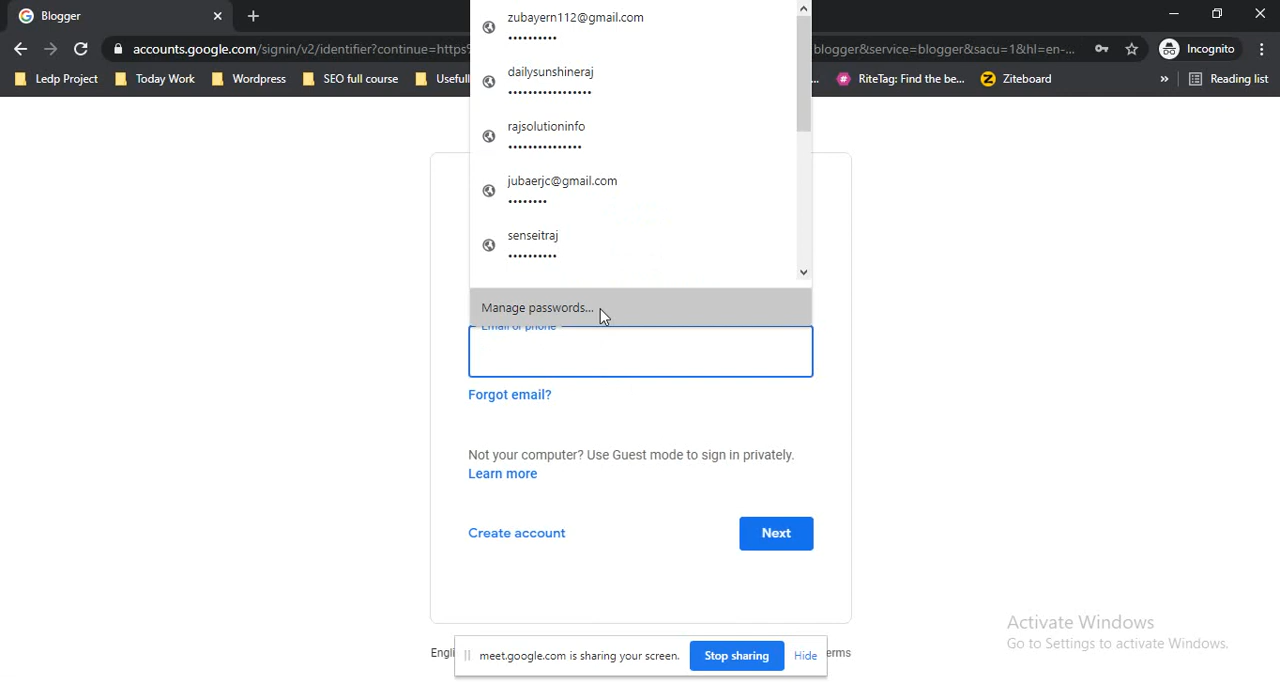 Blogger
accounts.google.com/signin/v2/identifier?continue=https
blogger&service=blogger&sacu=1&hl=en-...
Incognito
Ledp Project
Today Work
Wordpress
SEO full course
Usefull
...
RiteTag: Find the be...
Ziteboard
»
Reading list
zubayern112@gmail.com
••••••••••
dailysunshineraj
•••••••••••••••••
rajsolutioninfo
•••••••••••••••
jubaerjc@gmail.com
••••••••
senseitraj
••••••••••
Manage passwords...
Email or phone
Forgot email?
Not your computer? Use Guest mode to sign in privately.
Learn more
Create account
Next
Activate Windows
Go to Settings to activate Windows.
Engli
meet.google.com is sharing your screen.
Stop sharing
Hide
erms